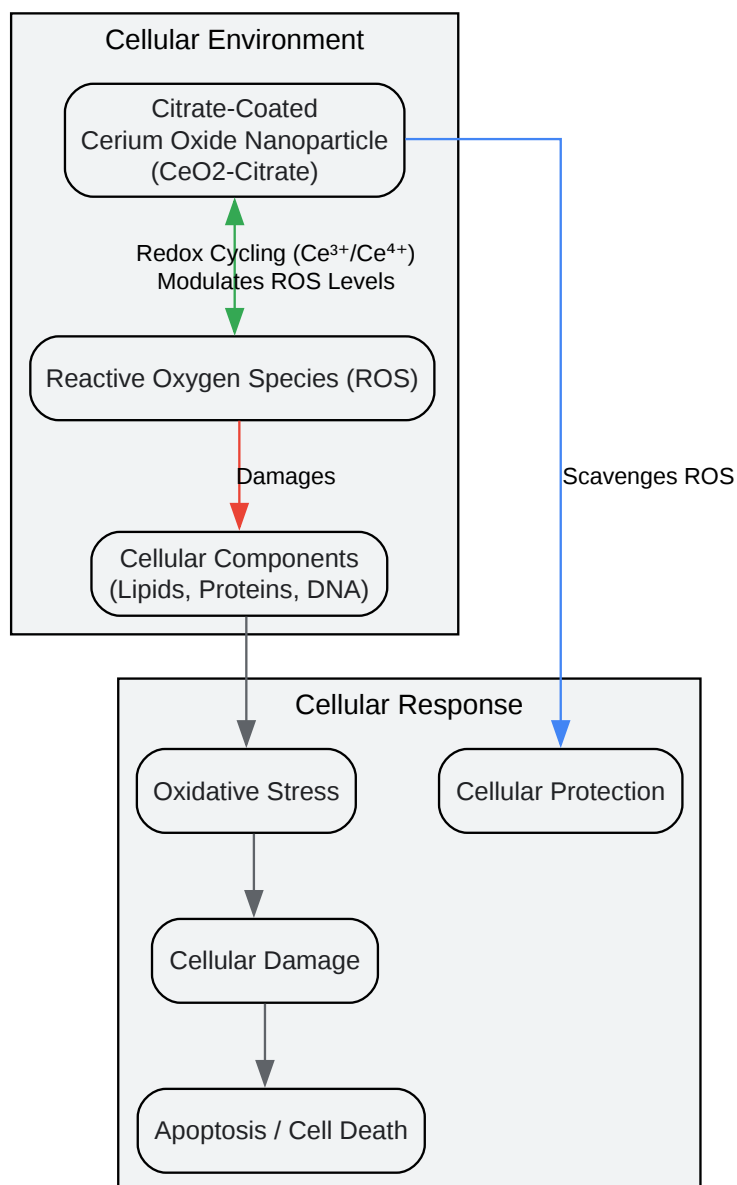 Cellular Environment
Citrate-Coated
Cerium Oxide Nanoparticle
(CeO2-Citrate)
Redox Cycling (Ce³⁺/Ce⁴⁺)
Modulates ROS Levels
Reactive Oxygen Species (ROS)
Damages
Scavenges ROS
Cellular Components
(Lipids, Proteins, DNA)
Cellular Response
Oxidative Stress
Cellular Protection
Cellular Damage
Apoptosis / Cell Death